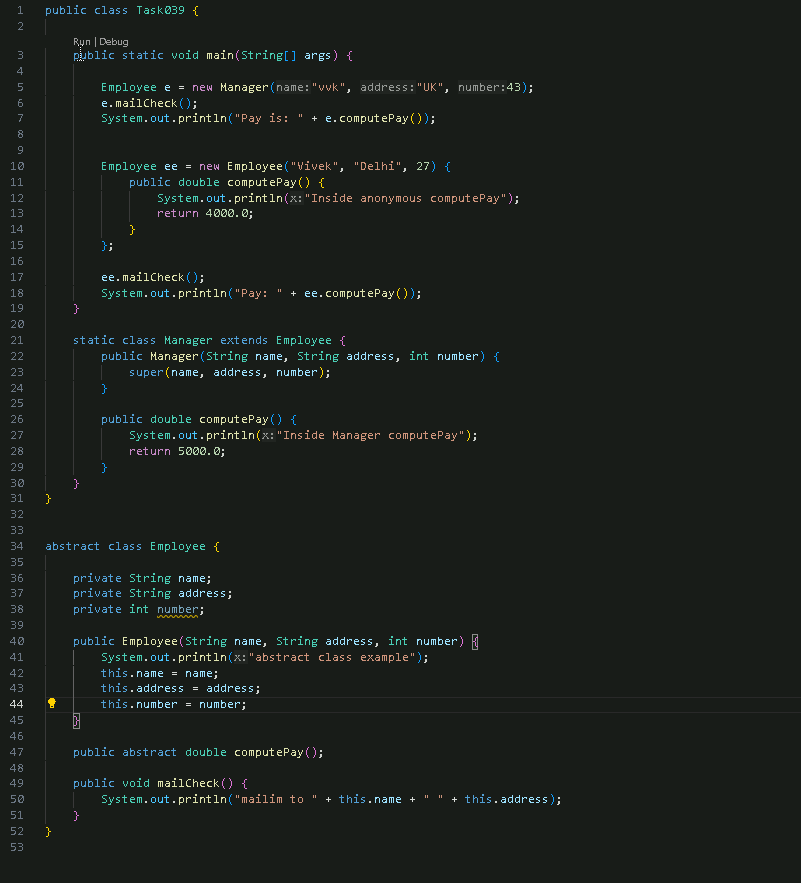 1 public class Task039 {
2
Run | Debug
3 public static void main(String[] args) {
4
5 Employee e = new Manager(name:"vvk", address:"UK", number:43);
6 e.mailCheck();
7 System.out.println("Pay is: " + e.computePay());
8
9
10 Employee ee = new Employee("Vivek", "Delhi", 27) {
11 public double computePay() {
12 System.out.println(x:"Inside anonymous computePay");
13 return 4000.0;
14 }
15 };
16
17 ee.mailCheck();
18 System.out.println("Pay: " + ee.computePay());
19 }
20
21 static class Manager extends Employee {
22 public Manager(String name, String address, int number) {
23 super(name, address, number);
24 }
25
26 public double computePay() {
27 System.out.println(x:"Inside Manager computePay");
28 return 5000.0;
29 }
30 }
31 }
32
33
34 abstract class Employee {
35
36 private String name;
37 private String address;
38 private int number;
39
40 public Employee(String name, String address, int number) {
41 System.out.println(x:"abstract class example");
42 this.name = name;
43 this.address = address;
44 this.number = number;
45 }
46
47 public abstract double computePay();
48
49 public void mailCheck() {
50 System.out.println("mailim to " + this.name + " " + this.address);
51 }
52 }
53